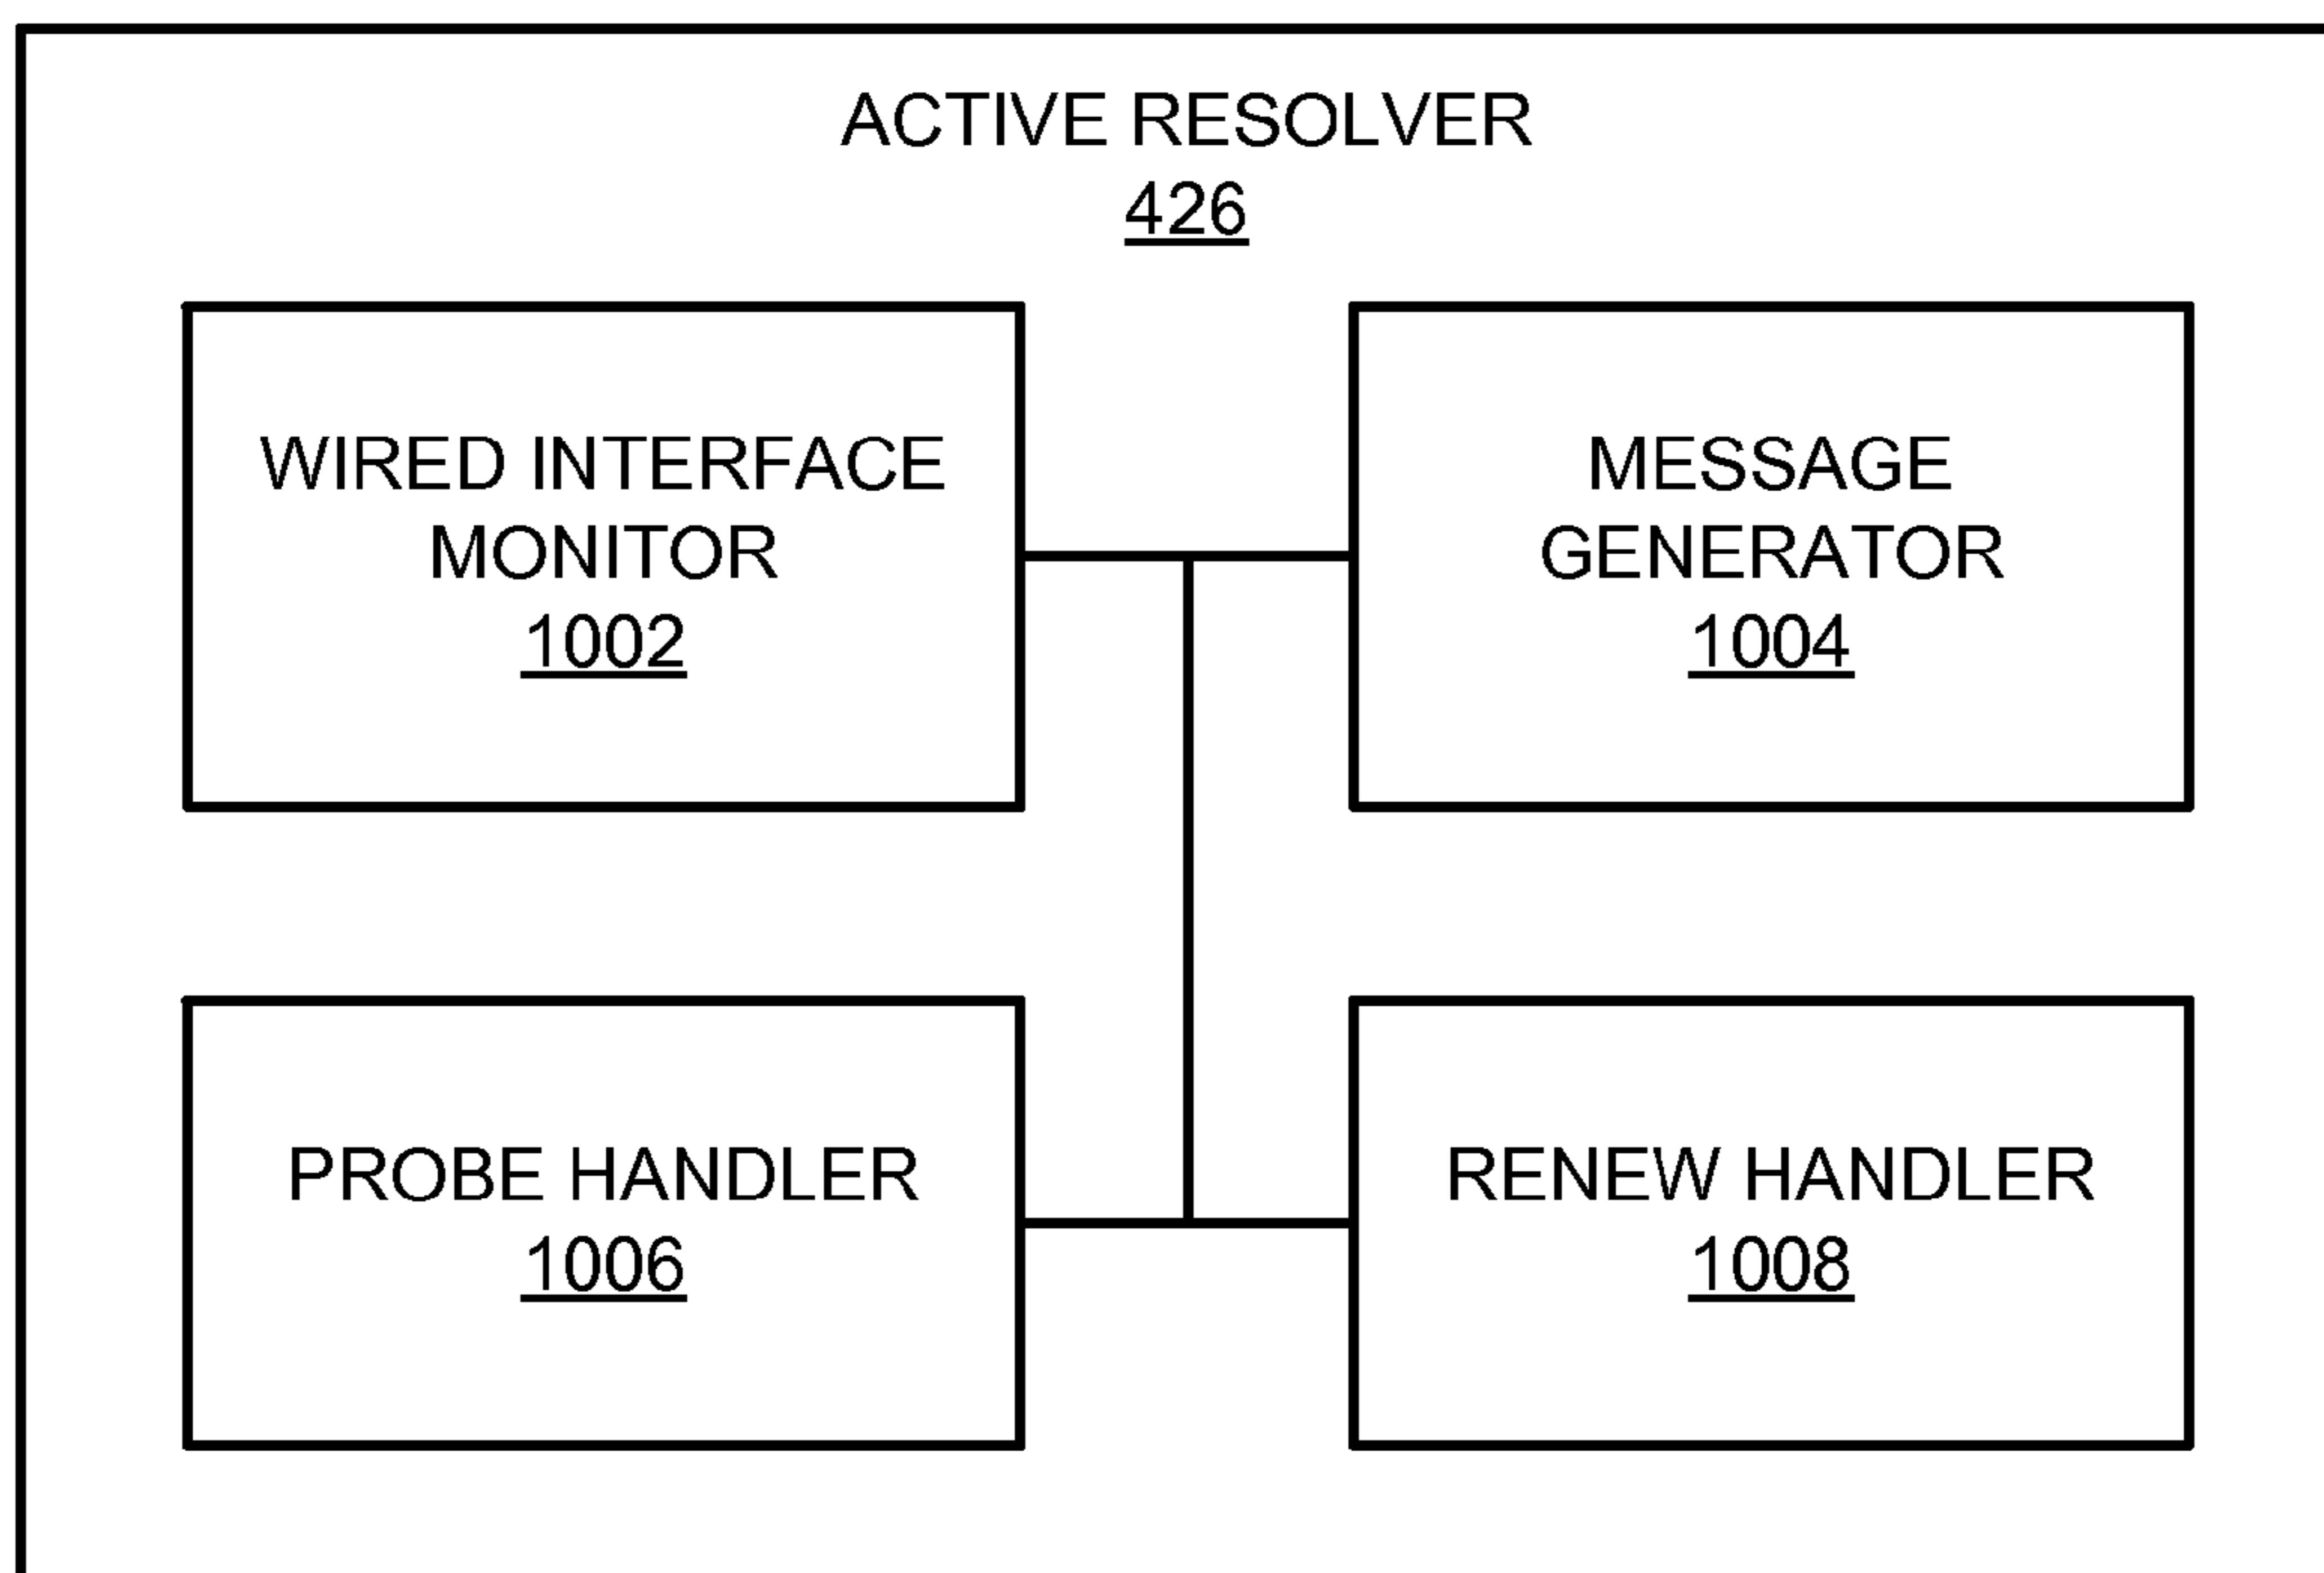 ACTIVE RESOLVER
426
WIRED INTERFACE
MONITOR
1002
MESSAGE
GENERATOR
1004
PROBE HANDLER
1006
RENEW HANDLER
1008